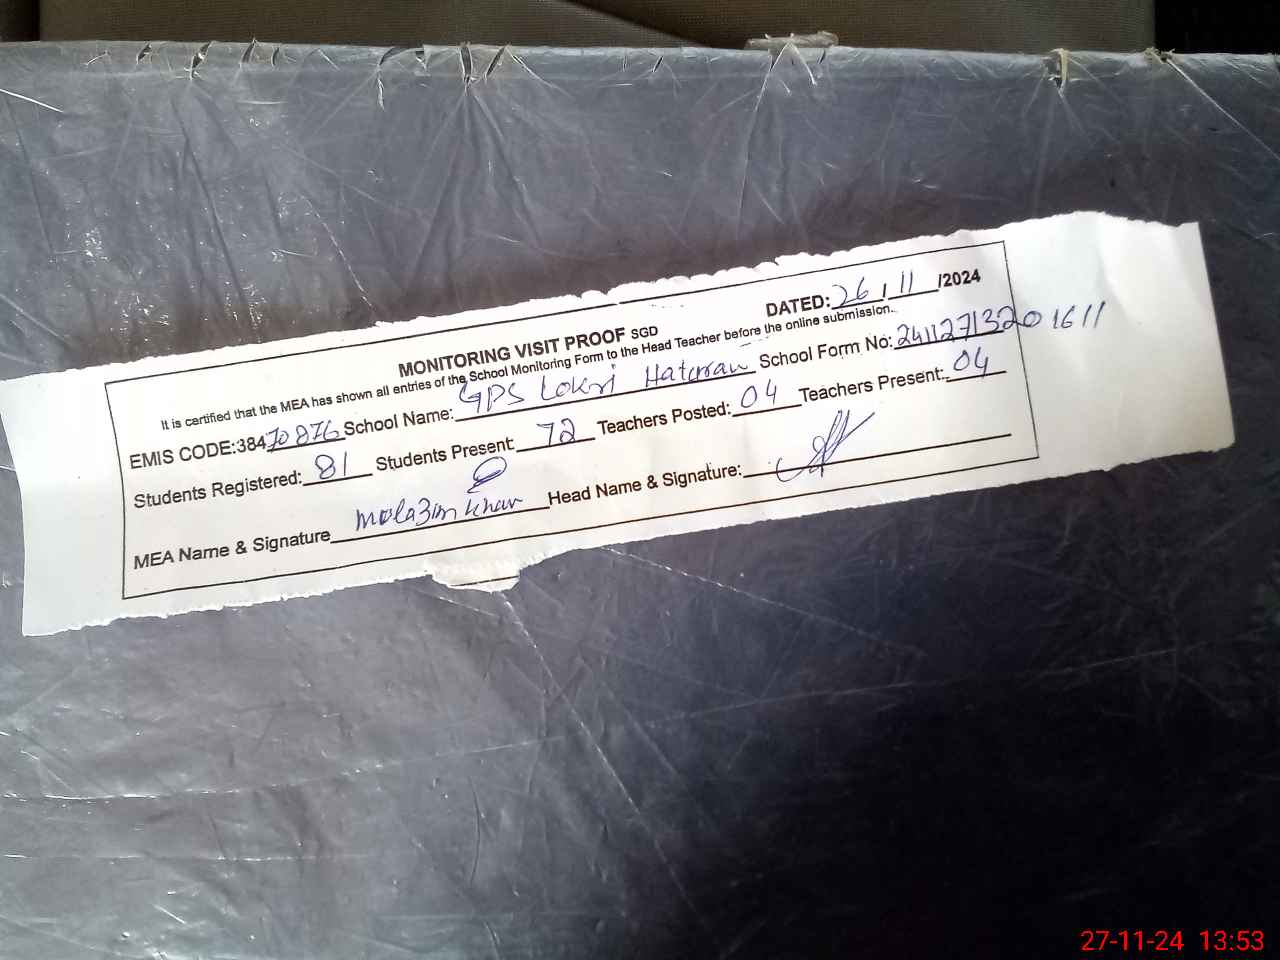 MONITORING VISIT PROOF SGD DATED: 26/11/2024
It is certified that the MEA has shown all entries of the School Monitoring Form to the Head Teacher before the online submission.
EMIS CODE:38470876 School Name: GPS Lokri Hateran School Form No: 24112713201611
Students Registered: 81 Students Present: 72 Teachers Posted: 04 Teachers Present: 04
MEA Name & Signature molazim khan Head Name & Signature:
27-11-24 13:53